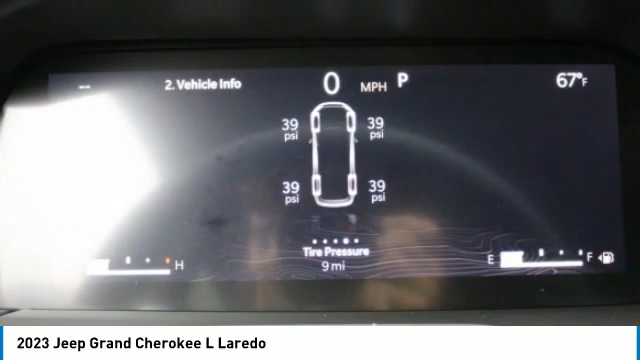 --
2. Vehicle Info
0 MPH P
67°F
39 psi
39 psi
39 psi
39 psi
Tire Pressure
9 mi
H
E F
2023 Jeep Grand Cherokee L Laredo